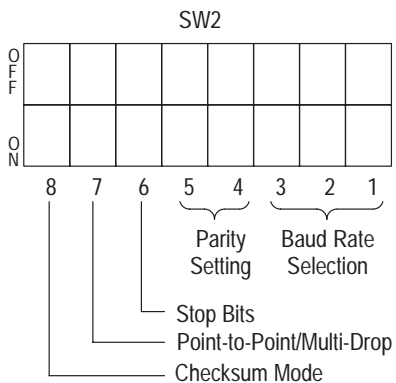 SW2
OFF
ON
8 7 6 5 4 3 2 1
Parity Setting
Baud Rate Selection
Stop Bits
Point-to-Point/Multi-Drop
Checksum Mode